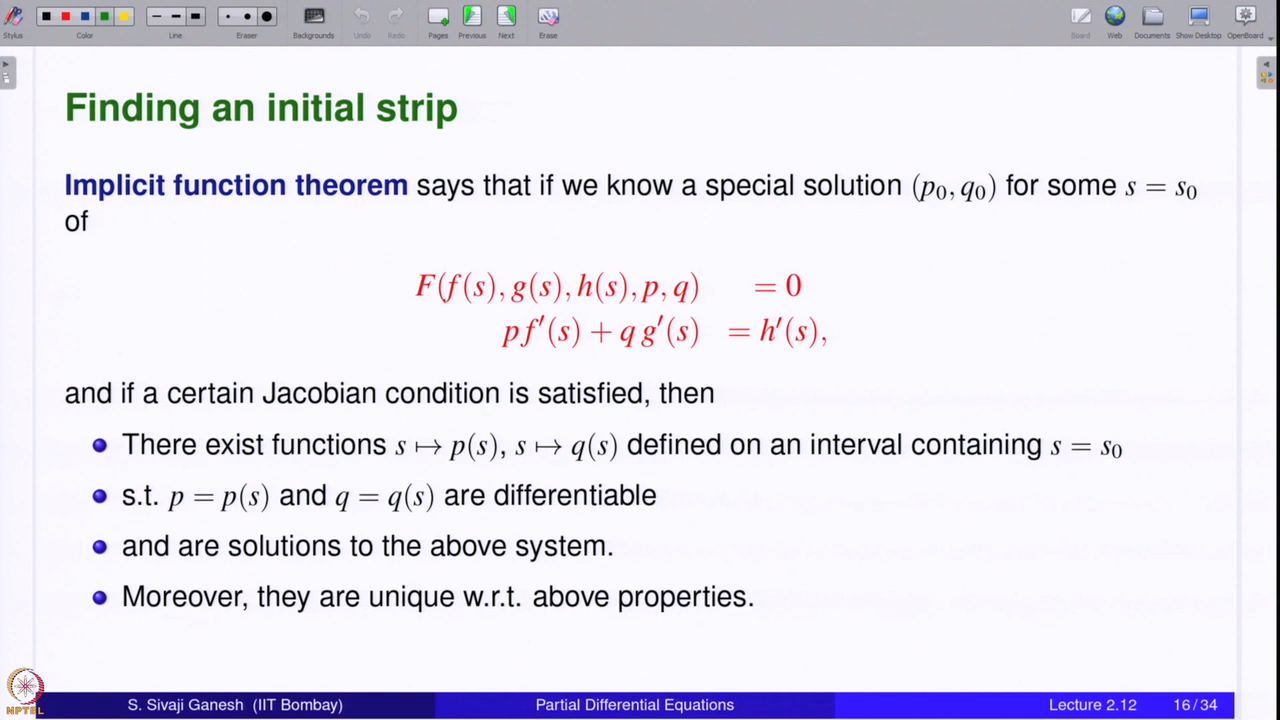 Stylus Color Line Eraser Backgrounds Undo Redo Pages Previous Next Erase Board Web Documents Show Desktop OpenBoard
Finding an initial strip
Implicit function theorem says that if we know a special solution (p₀, q₀) for some s = s₀
of
F(f(s), g(s), h(s), p, q) = 0
p f′(s) + q g′(s) = h′(s),
and if a certain Jacobian condition is satisfied, then
There exist functions s ↦ p(s), s ↦ q(s) defined on an interval containing s = s₀
s.t. p = p(s) and q = q(s) are differentiable
and are solutions to the above system.
Moreover, they are unique w.r.t. above properties.
NPTEL
S. Sivaji Ganesh (IIT Bombay) Partial Differential Equations Lecture 2.12 16/34